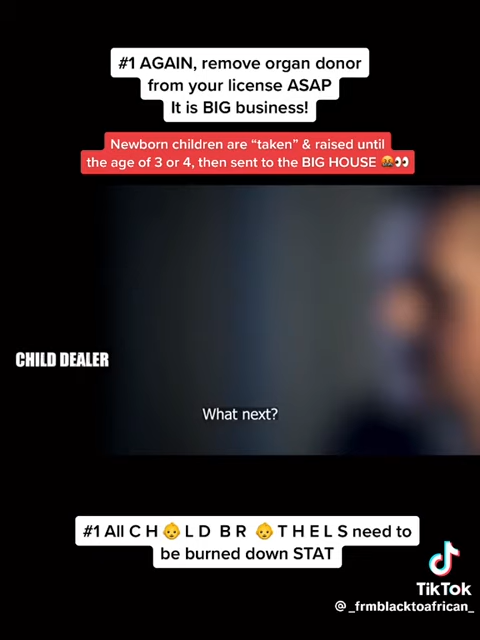 #1 AGAIN, remove organ donor
from your license ASAP
It is BIG business!
Newborn children are “taken” & raised until
the age of 3 or 4, then sent to the BIG HOUSE 🤬👀
CHILD DEALER
What next?
#1 All C H 👶 L D B R 👶 T H E L S need to
be burned down STAT
TikTok
@_frmblacktoafrican_